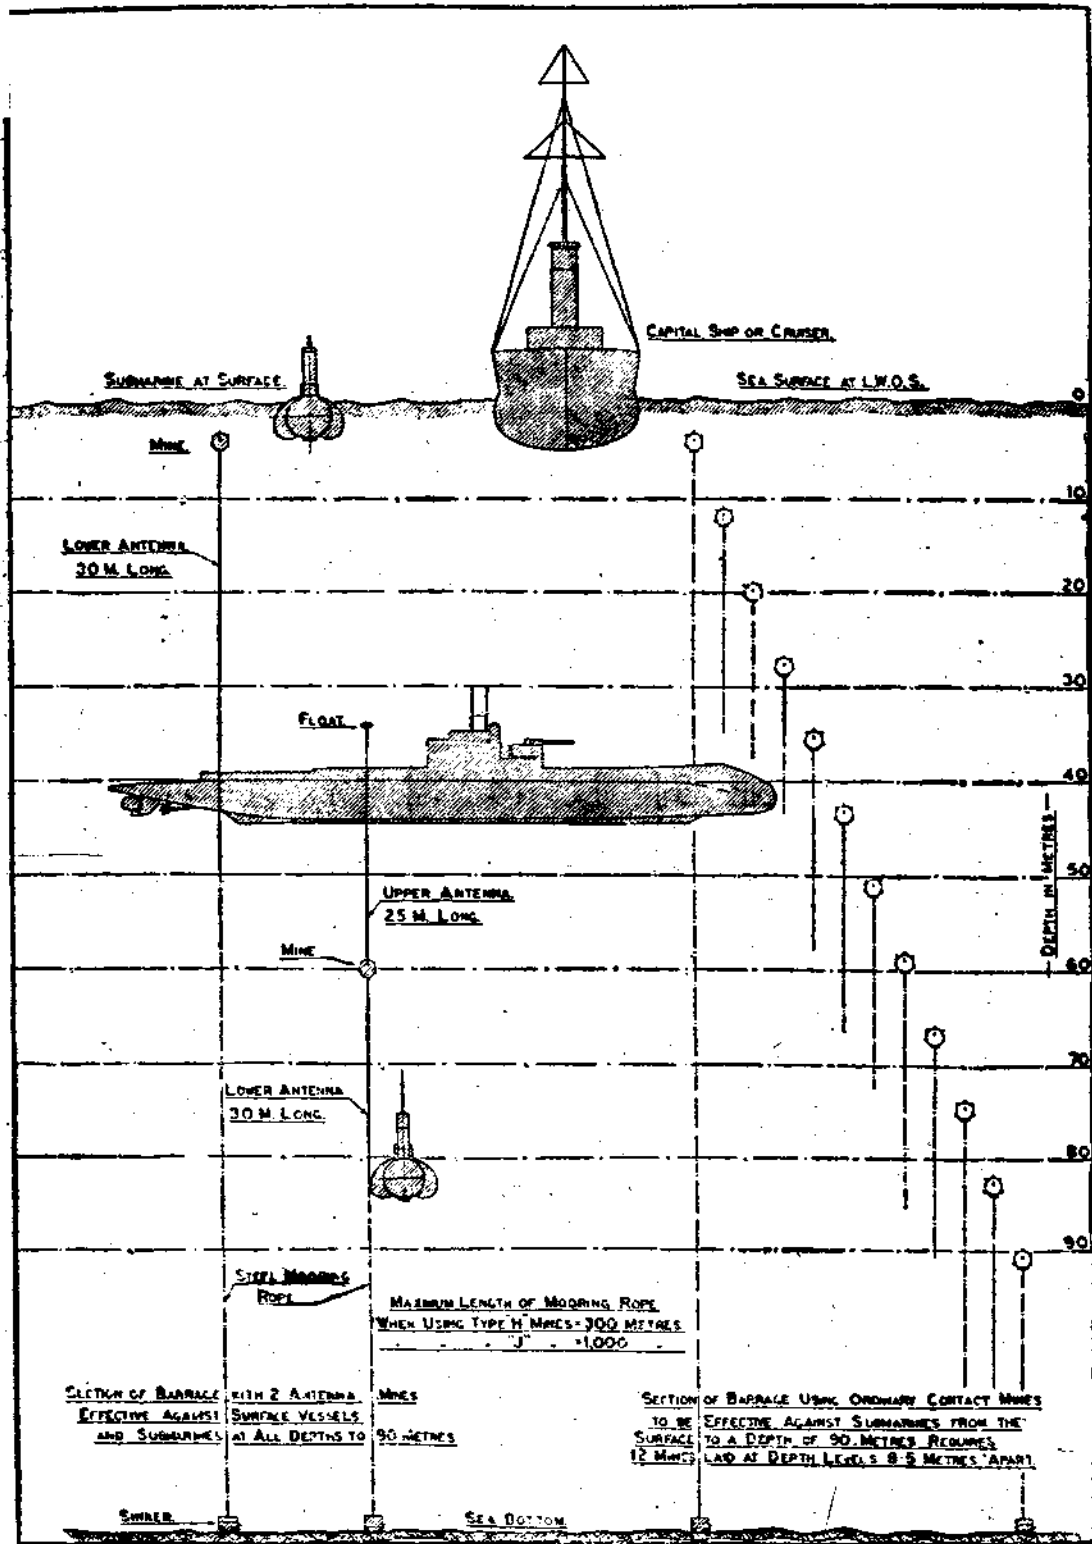 CAPITAL SHIP OR CRUISER.
SUBMARINE AT SURFACE.
SEA SURFACE AT L.W.O.S.
0
MINE.
10
LOWER ANTENNA
30 M. LONG.
20
30
FLOAT.
40
DEPTH IN METRES
50
UPPER ANTENNA.
25 M. LONG.
MINE
60
70
LOWER ANTENNA
30 M. LONG.
80
90
STEEL MOORING
ROPE
MAXIMUM LENGTH OF MOORING ROPE
WHEN USING TYPE "H" MINES = 300 METRES
" " " "J" " = 1,000 "
SECTION OF BARRAGE WITH 2 ANTENNA MINES
EFFECTIVE AGAINST SURFACE VESSELS
AND SUBMARINES AT ALL DEPTHS TO 90 METRES
SECTION OF BARRAGE USING ORDINARY CONTACT MINES
TO BE EFFECTIVE AGAINST SUBMARINES FROM THE
SURFACE TO A DEPTH OF 90 METRES REQUIRES
12 MINES LAID AT DEPTH LEVELS 8·5 METRES APART.
SINKER.
SEA BOTTOM.